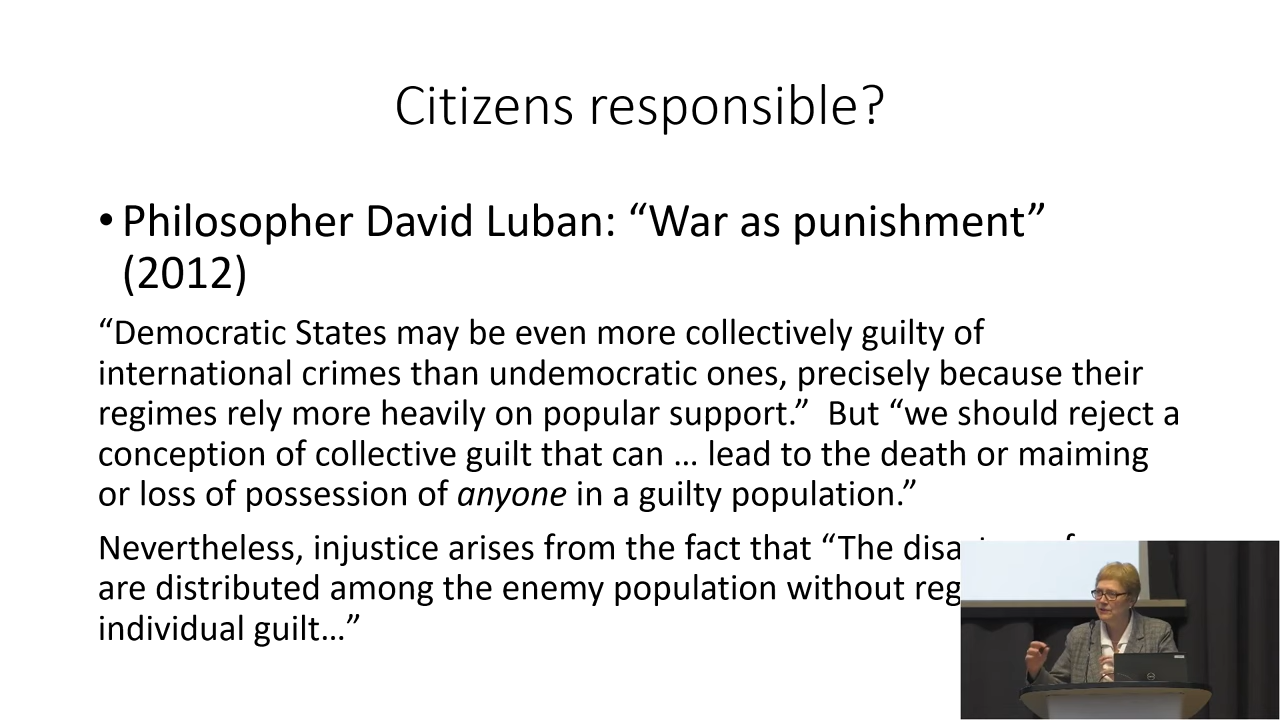 Citizens responsible?
• Philosopher David Luban: “War as punishment”
(2012)
“Democratic States may be even more collectively guilty of
international crimes than undemocratic ones, precisely because their
regimes rely more heavily on popular support.”  But “we should reject a
conception of collective guilt that can … lead to the death or maiming
or loss of possession of anyone in a guilty population.”
Nevertheless, injustice arises from the fact that “The
are distributed among the enemy population without
individual guilt…”